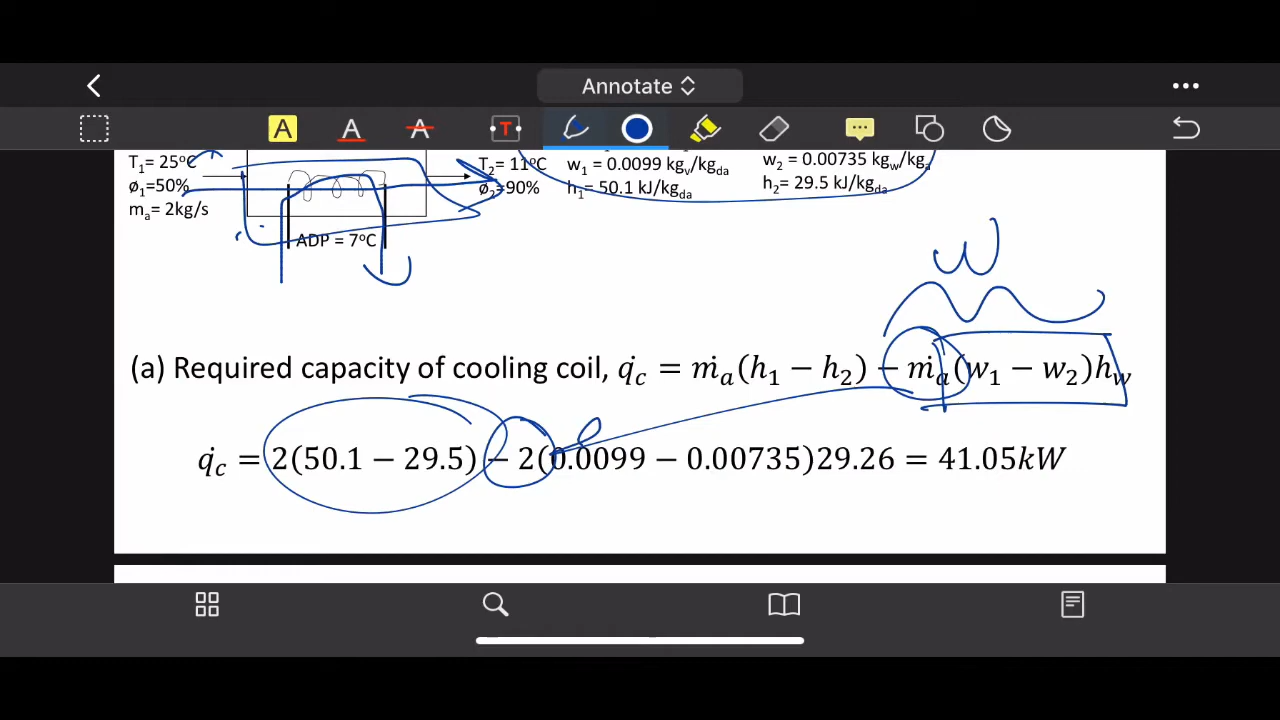 Annotate
A A A T
T₁= 25°C
ø₁=50%
mₐ= 2kg/s
ADP = 7°C
T₂ = 11°C
ø₂=90%
w₁ = 0.0099 kgᵥ/kg_da
h₁= 50.1 kJ/kg_da
w₂ = 0.00735 kg_w/kg_a
h₂= 29.5 kJ/kg_da
W
(a) Required capacity of cooling coil, q̇_c = ṁₐ(h₁ − h₂) − ṁₐ(w₁ − w₂)h_w
q̇_c = 2(50.1 − 29.5) − 2(0.0099 − 0.00735)29.26 = 41.05kW